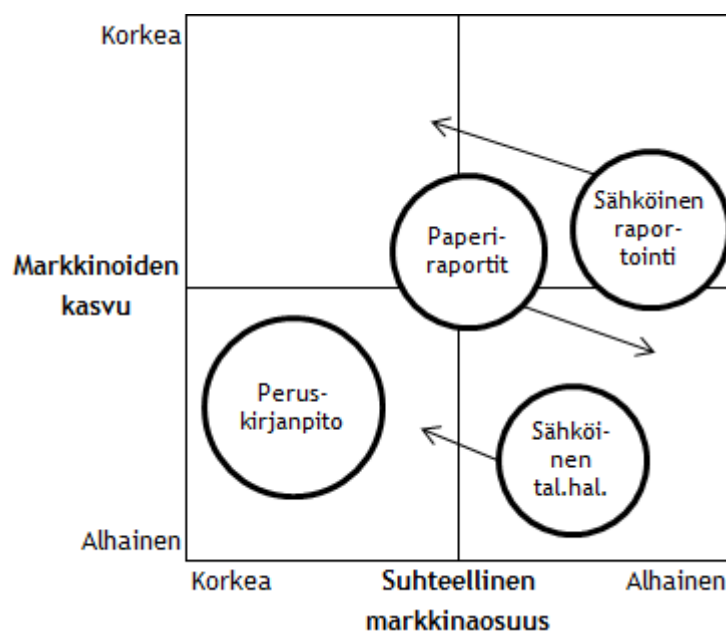 Korkea
Sähköinen
rapor-
tointi
Paperi-
raportit
Markkinoiden
kasvu
Perus-
kirjanpito
Sähköi-
nen
tal.hal.
Alhainen
Korkea
Suhteellinen
markkinaosuus
Alhainen